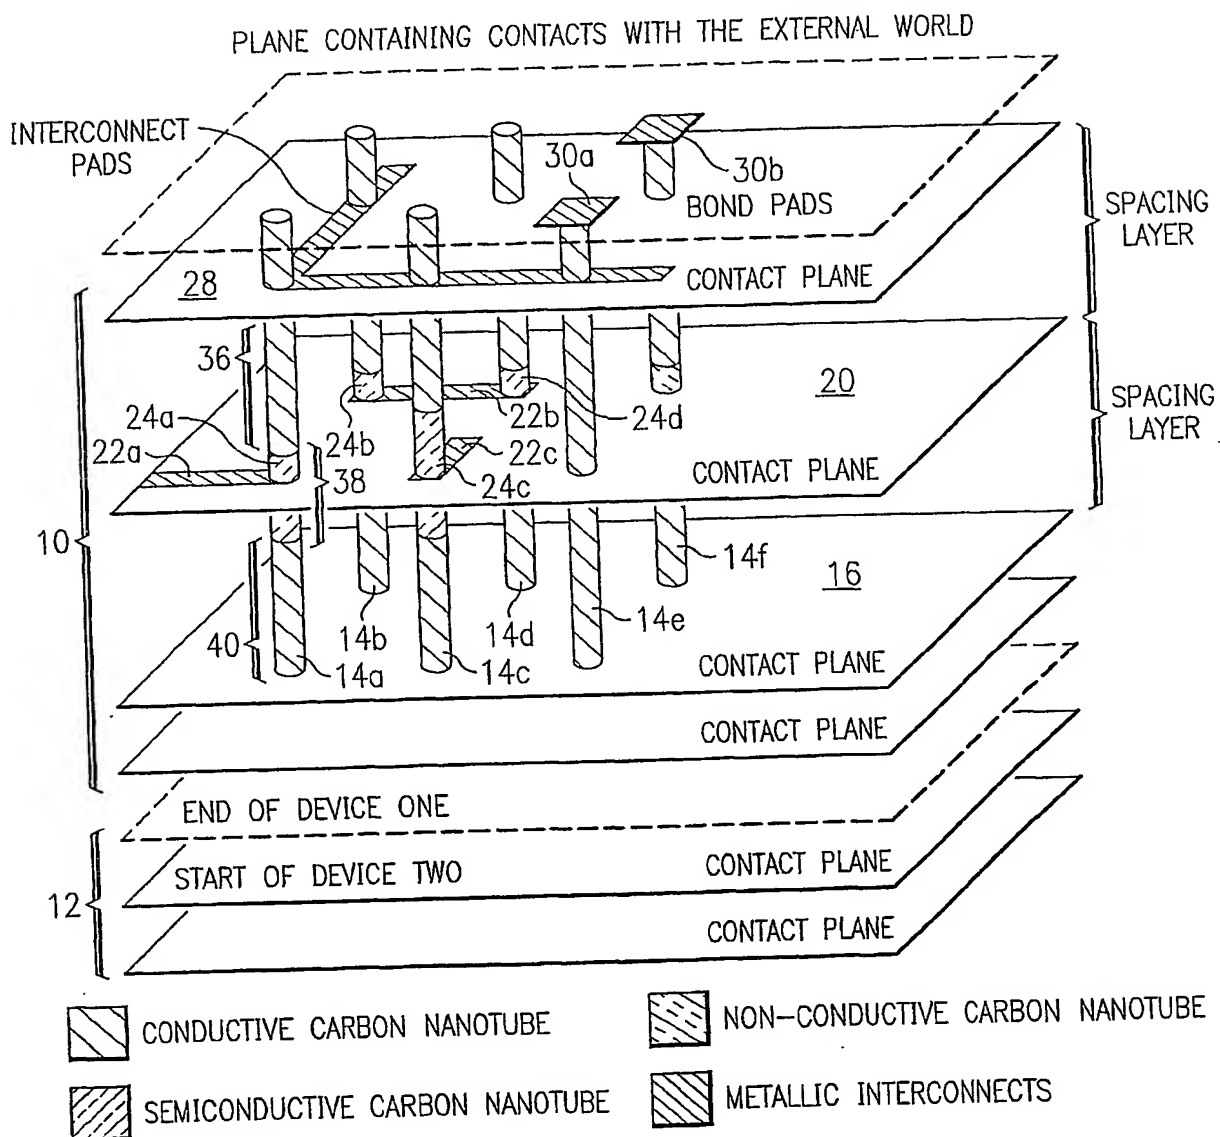 PLANE CONTAINING CONTACTS WITH THE EXTERNAL WORLD
INTERCONNECT
PADS
30a
30b
BOND PADS
SPACING
LAYER
28
CONTACT PLANE
36
20
24a
22a
24b
22b
24d
22c
38
24c
SPACING
LAYER
CONTACT PLANE
10
14f
16
40
14b
14d
14e
14a
14c
CONTACT PLANE
CONTACT PLANE
END OF DEVICE ONE
START OF DEVICE TWO
CONTACT PLANE
12
CONTACT PLANE
CONDUCTIVE CARBON NANOTUBE
NON-CONDUCTIVE CARBON NANOTUBE
SEMICONDUCTIVE CARBON NANOTUBE
METALLIC INTERCONNECTS